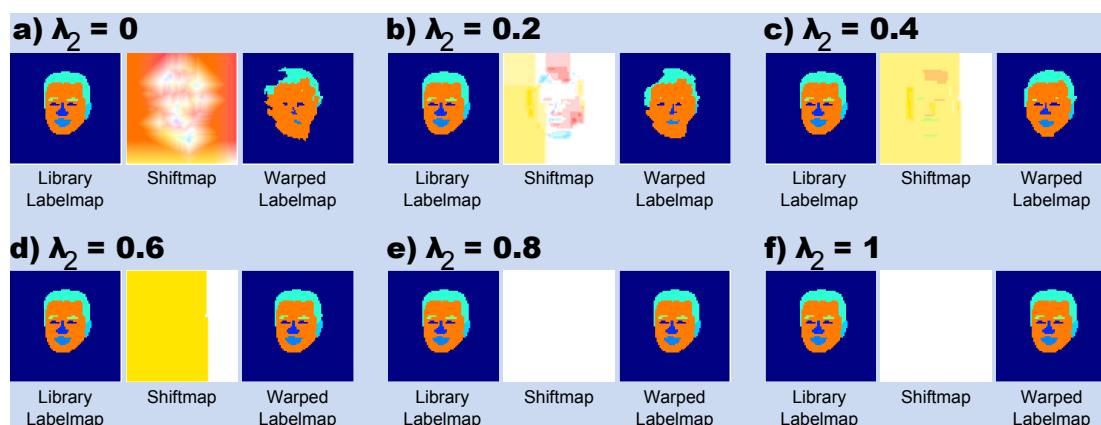 a) λ2 = 0
b) λ2 = 0.2
c) λ2 = 0.4
Library Labelmap
Shiftmap
Warped Labelmap
Library Labelmap
Shiftmap
Warped Labelmap
Library Labelmap
Shiftmap
Warped Labelmap
d) λ2 = 0.6
e) λ2 = 0.8
f) λ2 = 1
Library Labelmap
Shiftmap
Warped Labelmap
Library Labelmap
Shiftmap
Warped Labelmap
Library Labelmap
Shiftmap
Warped Labelmap